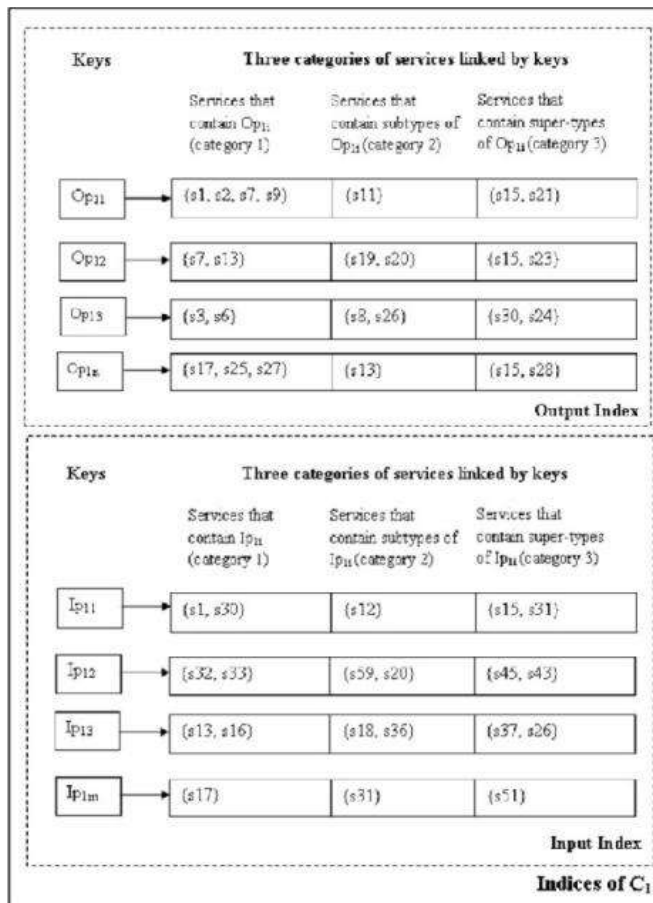 Keys Three categories of services linked by keys
Services that Services that Services that
contain Op1i contain subtypes of contain super-types
(category 1) Op1i (category 2) of Op1i (category 3)
Op11 {s1, s2, s7, s9} {s11} {s15, s21}
Op12 {s7, s13} {s19, s20} {s15, s23}
Op13 {s3, s6} {s8, s26} {s30, s24}
Op1n {s17, s25, s27} {s13} {s15, s28}
Output Index
Keys Three categories of services linked by keys
Services that Services that Services that
contain Ip1i contain subtypes of contain super-types
(category 1) Ip1i (category 2) of Ip1i (category 3)
Ip11 {s1, s30} {s12} {s15, s31}
Ip12 {s32, s33} {s59, s20} {s45, s43}
Ip13 {s13, s16} {s18, s36} {s37, s26}
Ip1m {s17} {s31} {s51}
Input Index
Indices of C1